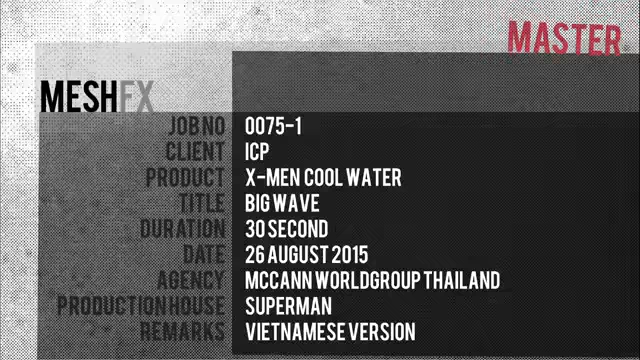 MASTER
MESHFX
JOB NO 0075-1
CLIENT ICP
PRODUCT X-MEN COOL WATER
TITLE BIG WAVE
DURATION 30 SECOND
DATE 26 AUGUST 2015
AGENCY MCCANN WORLDGROUP THAILAND
PRODUCTION HOUSE SUPERMAN
REMARKS VIETNAMESE VERSION